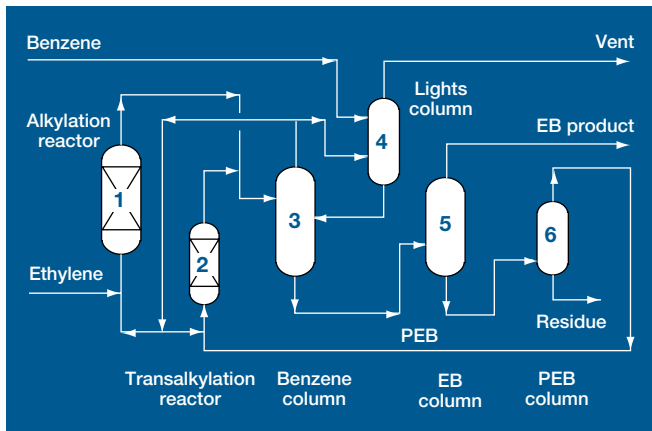 Benzene
Vent
Lights
column
EB product
Alkylation
reactor
4
1
3
5
6
2
Ethylene
Residue
PEB
Transalkylation
reactor
Benzene
column
EB
column
PEB
column